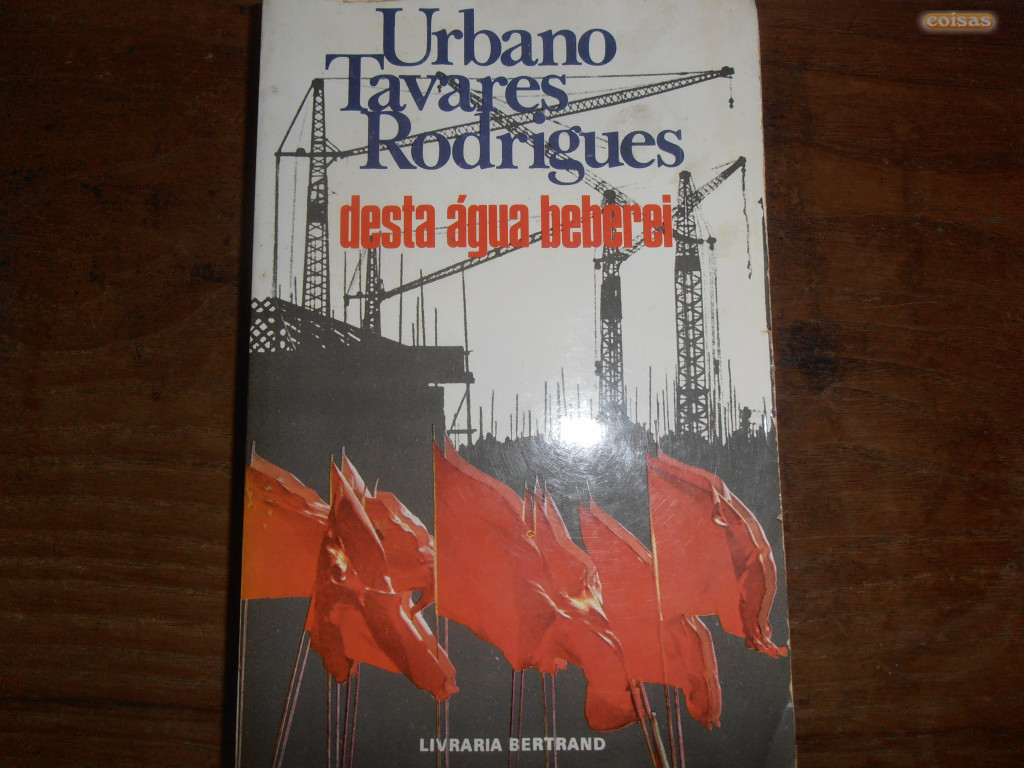 coisas
Urbano
Tavares
Rodrigues
desta água beberei
LIVRARIA BERTRAND